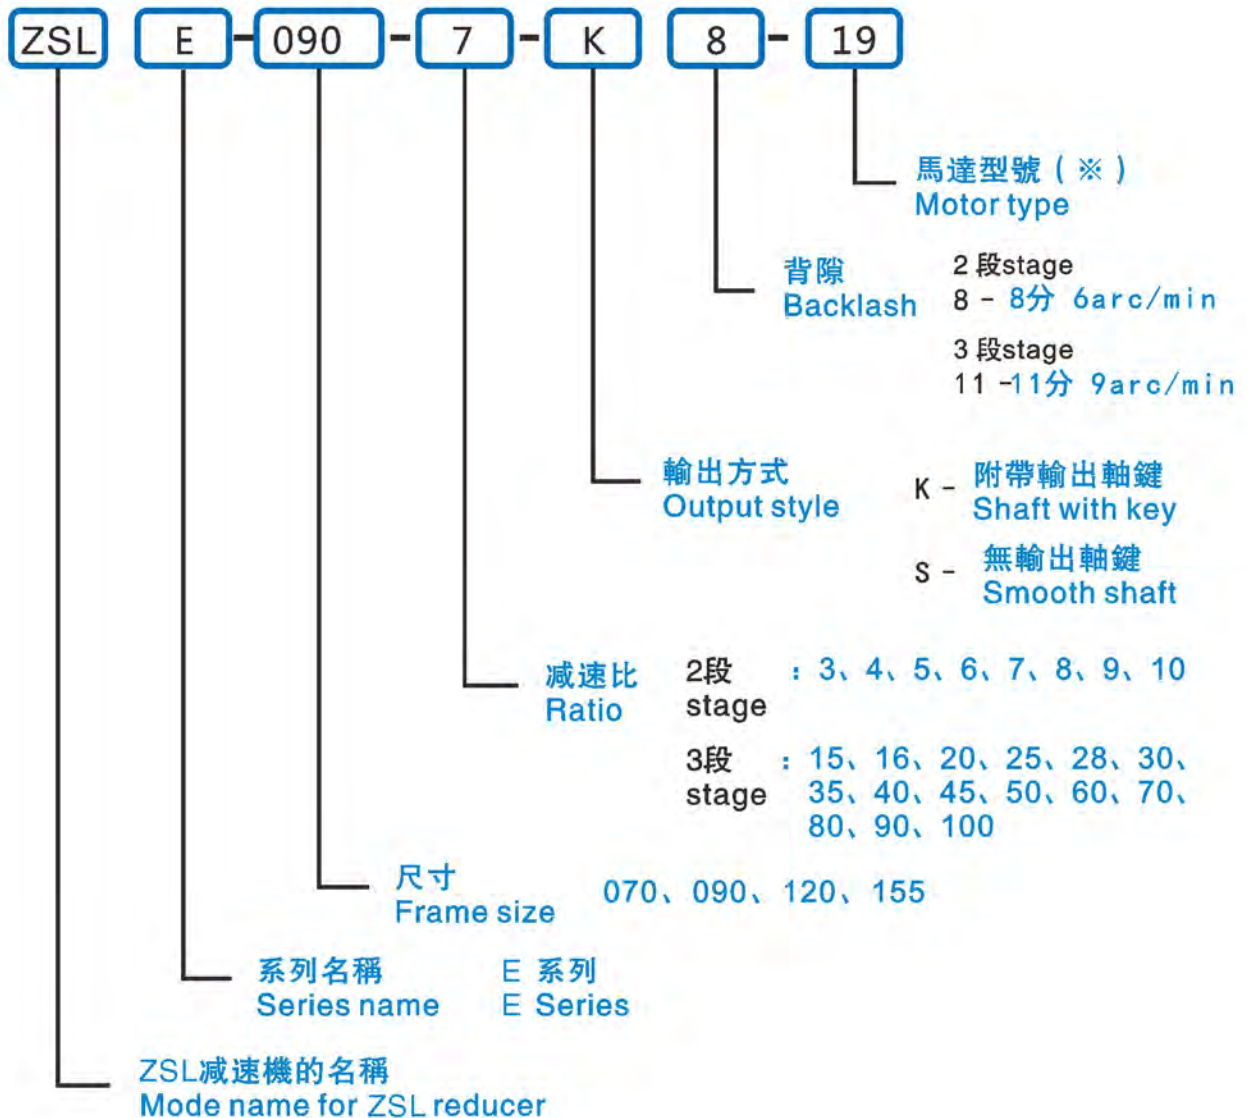 ZSL E-090-7-K 8-19
馬達型號(※)
Motor type
背隙
Backlash
2 段stage
8 - 8分 6arc/min
3 段stage
11 -11分 9arc/min
輸出方式
Output style
K - 附帶輸出軸鍵
Shaft with key
S - 無輸出軸鍵
Smooth shaft
减速比
Ratio
2段
stage
：3、4、5、6、7、8、9、10
3段
stage
：15、16、20、25、28、30、
35、40、45、50、60、70、
80、90、100
尺寸
Frame size
070、090、120、155
系列名稱
Series name
E 系列
E Series
ZSL减速機的名稱
Mode name for ZSL reducer